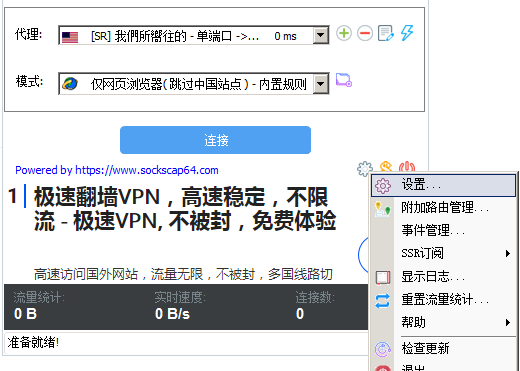 代理: [SR] 我們所嚮往的 - 单端口 ->... 0 ms
模式: 仅网页浏览器(跳过中国站点) - 内置规则
连接
Powered by https://www.sockscap64.com
1 极速翻墙VPN，高速稳定，不限
流 - 极速VPN, 不被封，免费体验
高速访问国外网站，流量无限，不被封，多国线路切
流量统计: 实时速度: 连接数:
0 B 0 B/s 0
准备就绪!
设置...
附加路由管理...
事件管理...
SSR订阅
显示日志...
重置流量统计...
帮助
检查更新
退出